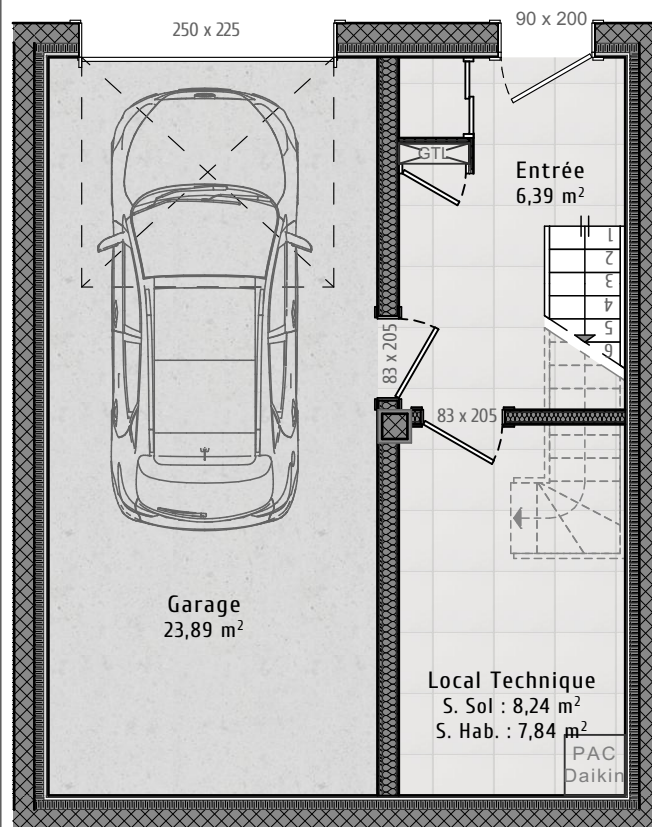 250 x 225
90 x 200
GTL
Entrée
6,39 m²
1
2
3
4
5
6
83 x 205
83 x 205
Garage
23,89 m²
Local Technique
S. Sol : 8,24 m²
S. Hab. : 7,84 m²
PAC
Daikin